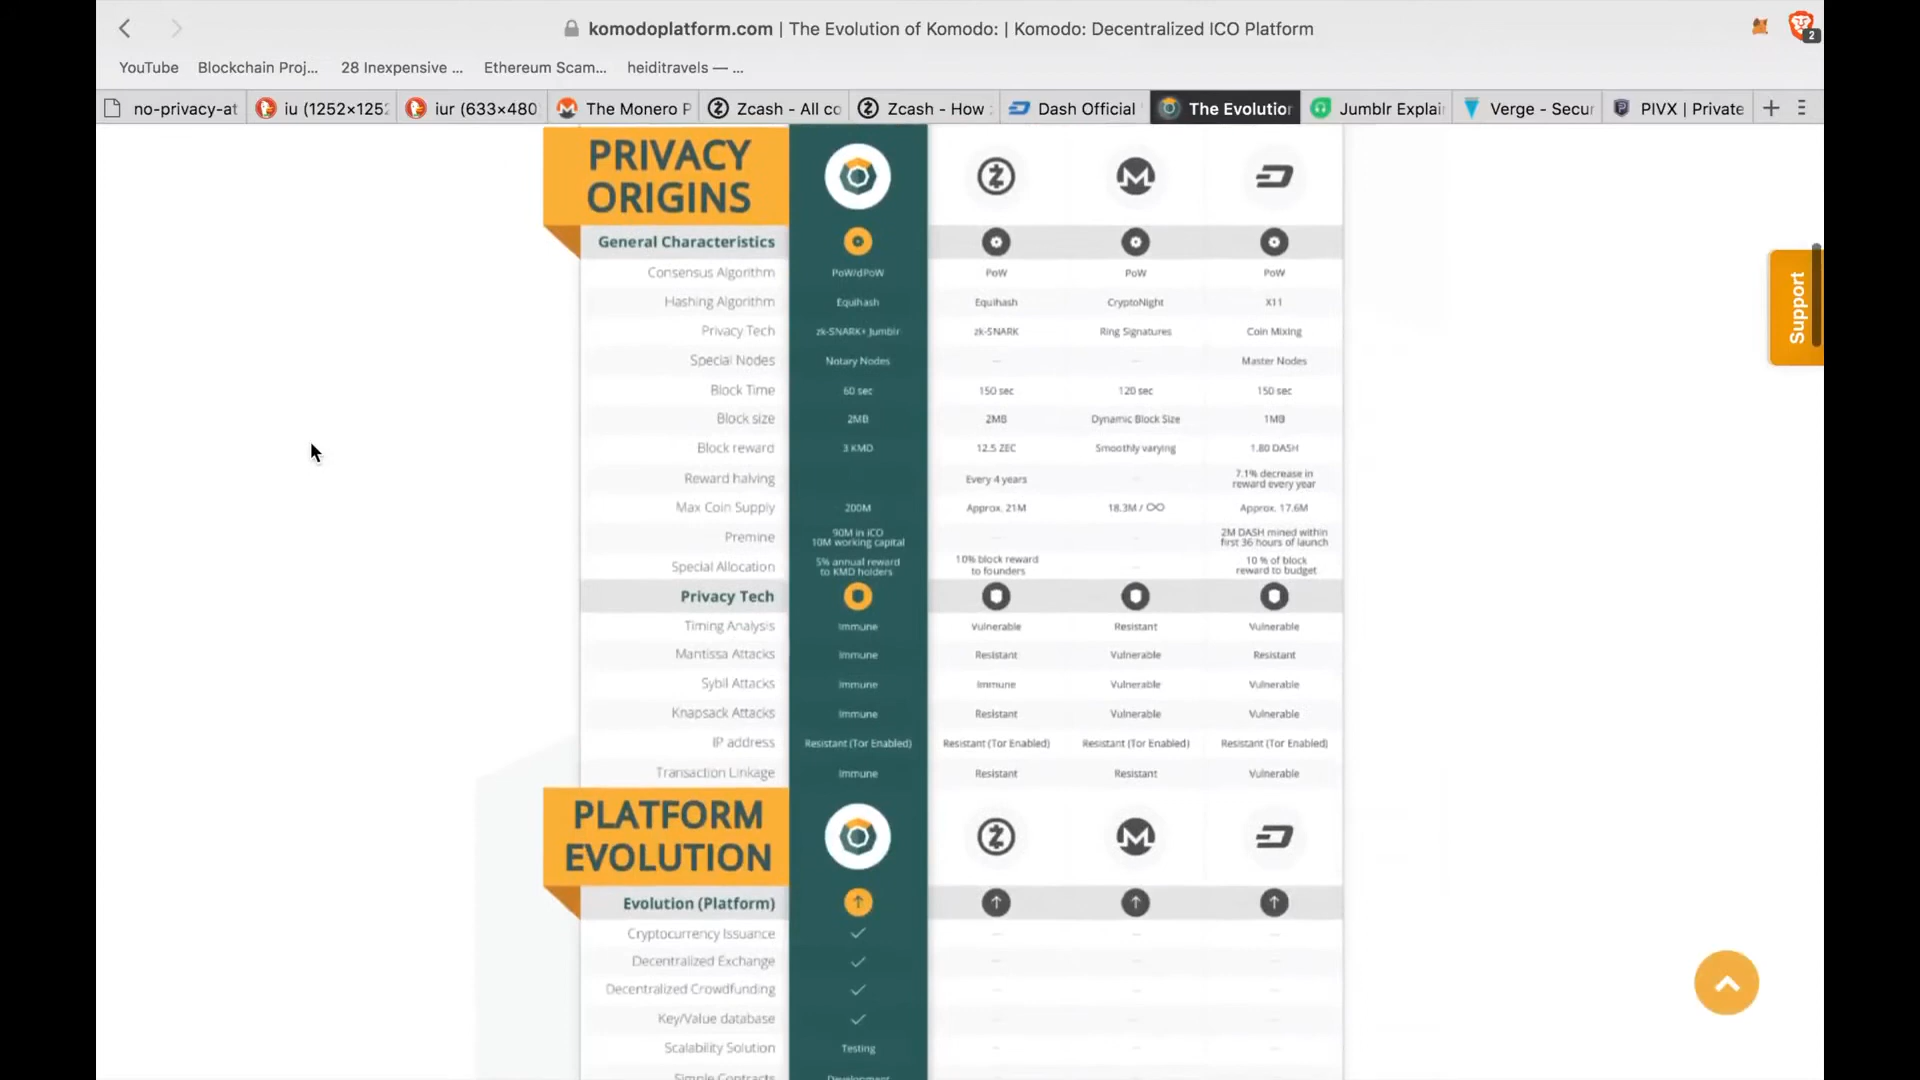 komodoplatform.com | The Evolution of Komodo: | Komodo: Decentralized ICO Platform
2
YouTube Blockchain Proj... 28 Inexpensive ... Ethereum Scam... heiditravels — ...
no-privacy-at iu (1252×1252 iur (633×480 The Monero P Zcash - All co Zcash - How Dash Official The Evolution Jumblr Explai Verge - Secur PIVX | Private
PRIVACY
ORIGINS
General Characteristics
Consensus Algorithm PoW/dPoW PoW PoW PoW
Hashing Algorithm Equihash Equihash CryptoNight X11
Privacy Tech zk-SNARK+ Jumblr zk-SNARK Ring Signatures Coin Mixing
Special Nodes Notary Nodes — — Master Nodes
Block Time 60 sec 150 sec 120 sec 150 sec
Block size 2MB 2MB Dynamic Block Size 1MB
Block reward 3 KMD 12.5 ZEC Smoothly varying 1.80 DASH
Reward halving Every 4 years — 7.1% decrease in
reward every year
Max Coin Supply 200M Approx. 21M 18.3M / ∞ Approx. 17.6M
Premine 90M in ICO
10M working capital — — 2M DASH mined within
first 36 hours of launch
Special Allocation 5% annual reward
to KMD holders 10% block reward
to founders — 10 % of block
reward to budget
Privacy Tech
Timing Analysis Immune Vulnerable Resistant Vulnerable
Mantissa Attacks Immune Resistant Vulnerable Resistant
Sybil Attacks Immune Immune Vulnerable Vulnerable
Knapsack Attacks Immune Resistant Vulnerable Vulnerable
IP address Resistant (Tor Enabled) Resistant (Tor Enabled) Resistant (Tor Enabled) Resistant (Tor Enabled)
Transaction Linkage Immune Resistant Resistant Vulnerable
PLATFORM
EVOLUTION
Evolution (Platform)
Cryptocurrency Issuance — — —
Decentralized Exchange — — —
Decentralized Crowdfunding — — —
Key/Value database — — —
Scalability Solution Testing — — —
Simple Contracts Development
Support